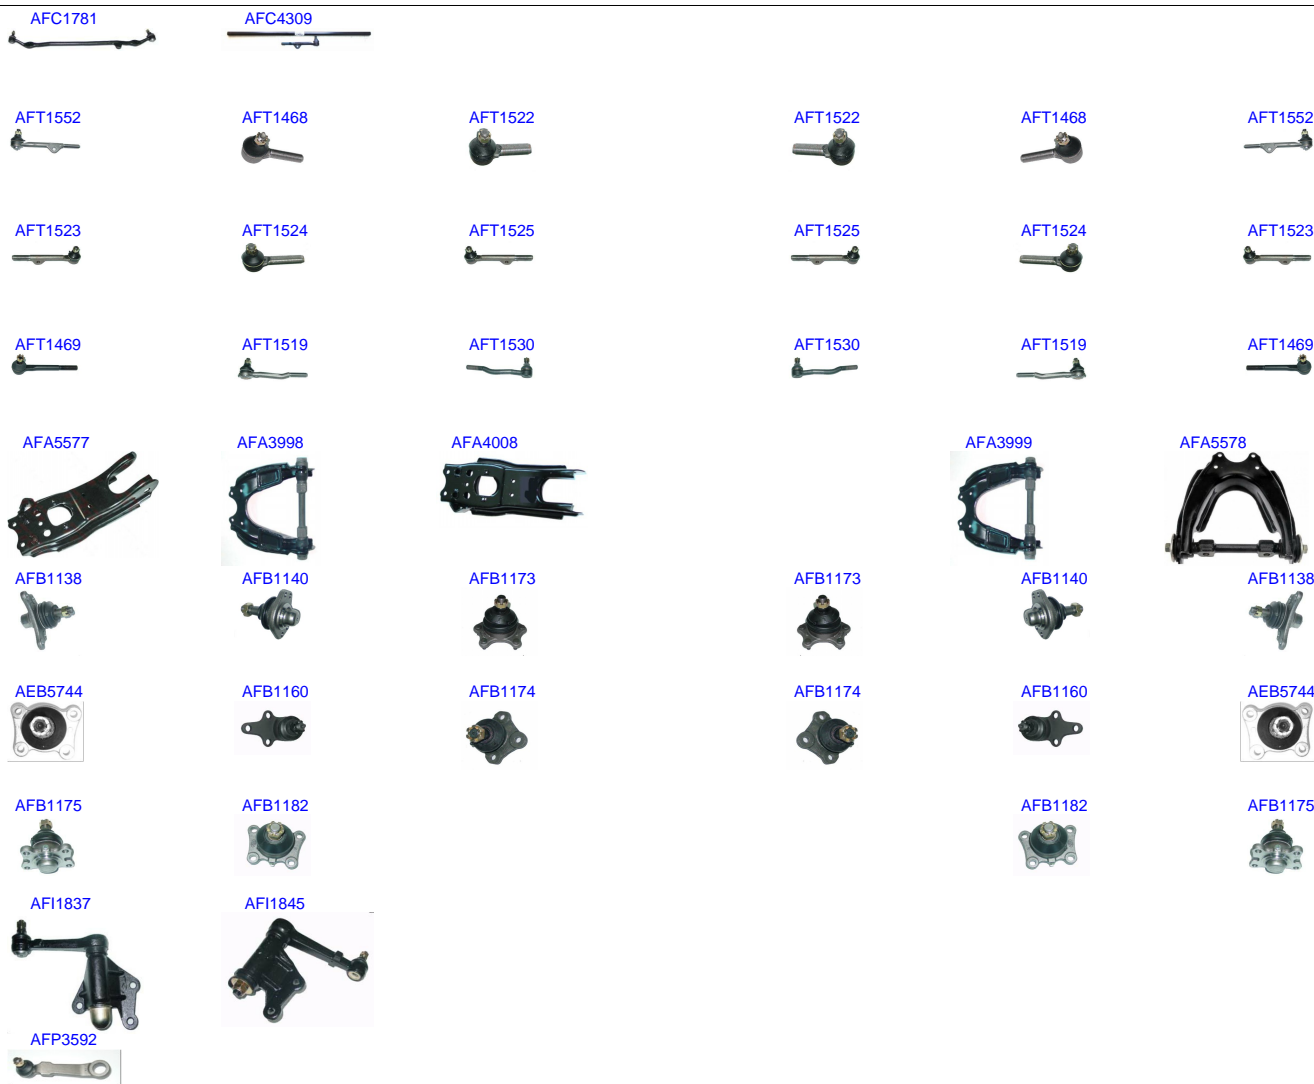 AFC1781 AFC4309
AFT1552 AFT1468 AFT1522 AFT1522 AFT1468 AFT1552
AFT1523 AFT1524 AFT1525 AFT1525 AFT1524 AFT1523
AFT1469 AFT1519 AFT1530 AFT1530 AFT1519 AFT1469
AFA5577 AFA3998 AFA4008 AFA3999 AFA5578
AFB1138 AFB1140 AFB1173 AFB1173 AFB1140 AFB1138
AEB5744 AFB1160 AFB1174 AFB1174 AFB1160 AEB5744
AFB1175 AFB1182 AFB1182 AFB1175
AFI1837 AFI1845
AFP3592